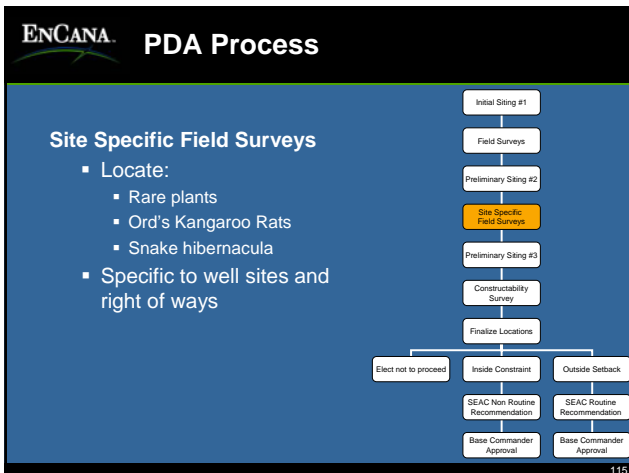 ENCANA.
PDA Process
Site Specific Field Surveys
▪ Locate:
▪ Rare plants
▪ Ord's Kangaroo Rats
▪ Snake hibernacula
▪ Specific to well sites and
right of ways
Initial Siting #1
Field Surveys
Preliminary Siting #2
Site Specific
Field Surveys
Preliminary Siting #3
Constructability
Survey
Finalize Locations
Elect not to proceed
Inside Constraint
Outside Setback
SEAC Non Routine
Recommendation
SEAC Routine
Recommendation
Base Commander
Approval
Base Commander
Approval
115